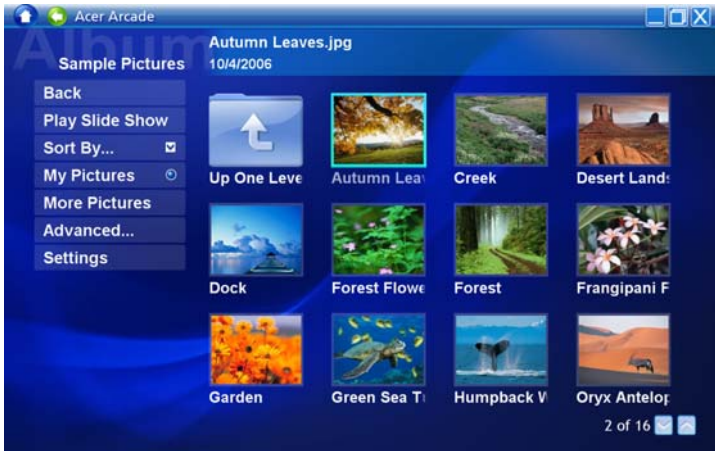 Acer Arcade
Album
Sample Pictures
Autumn Leaves.jpg
10/4/2006
Back
Play Slide Show
Sort By...
My Pictures
More Pictures
Advanced...
Settings
Up One Leve
Autumn Leav
Creek
Desert Lands
Dock
Forest Flowe
Forest
Frangipani F
Garden
Green Sea T
Humpback W
Oryx Antelop
2 of 16